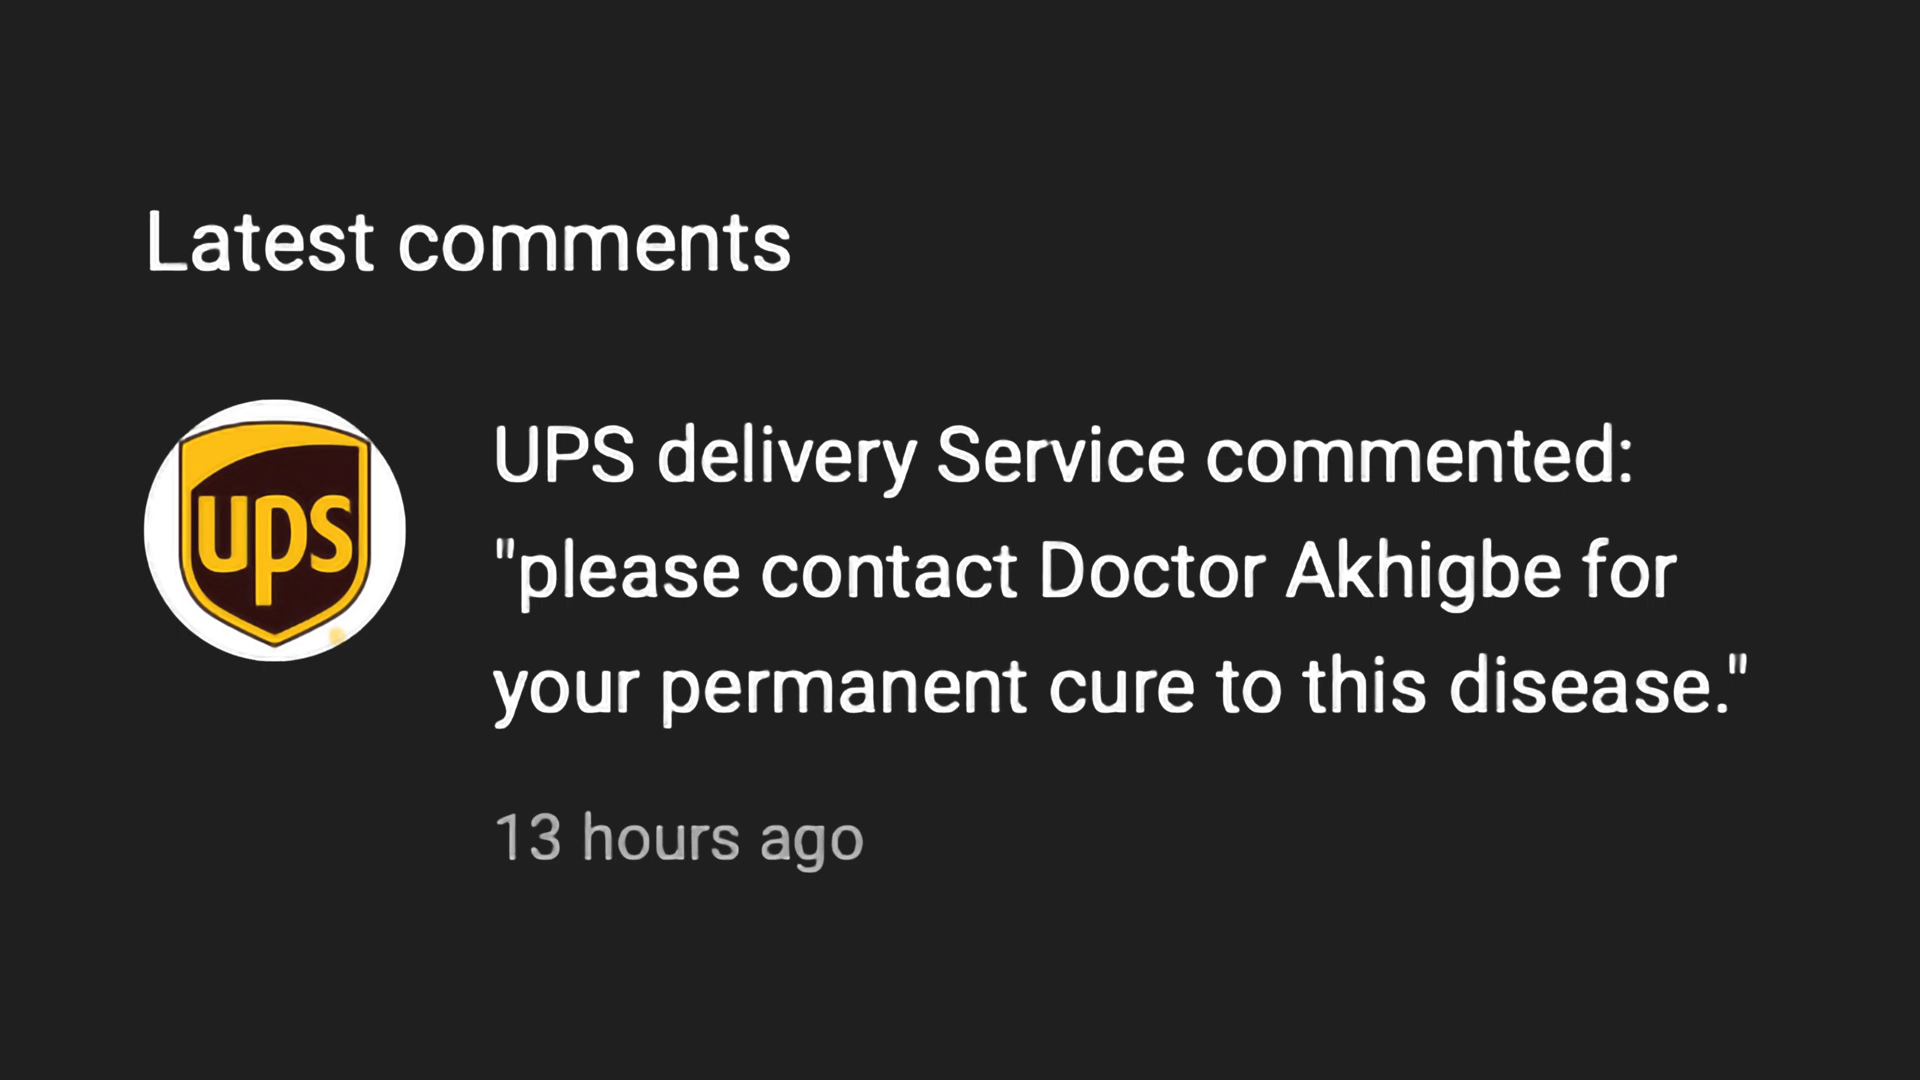 Latest comments
ups
UPS delivery Service commented:
"please contact Doctor Akhigbe for
your permanent cure to this disease."
13 hours ago